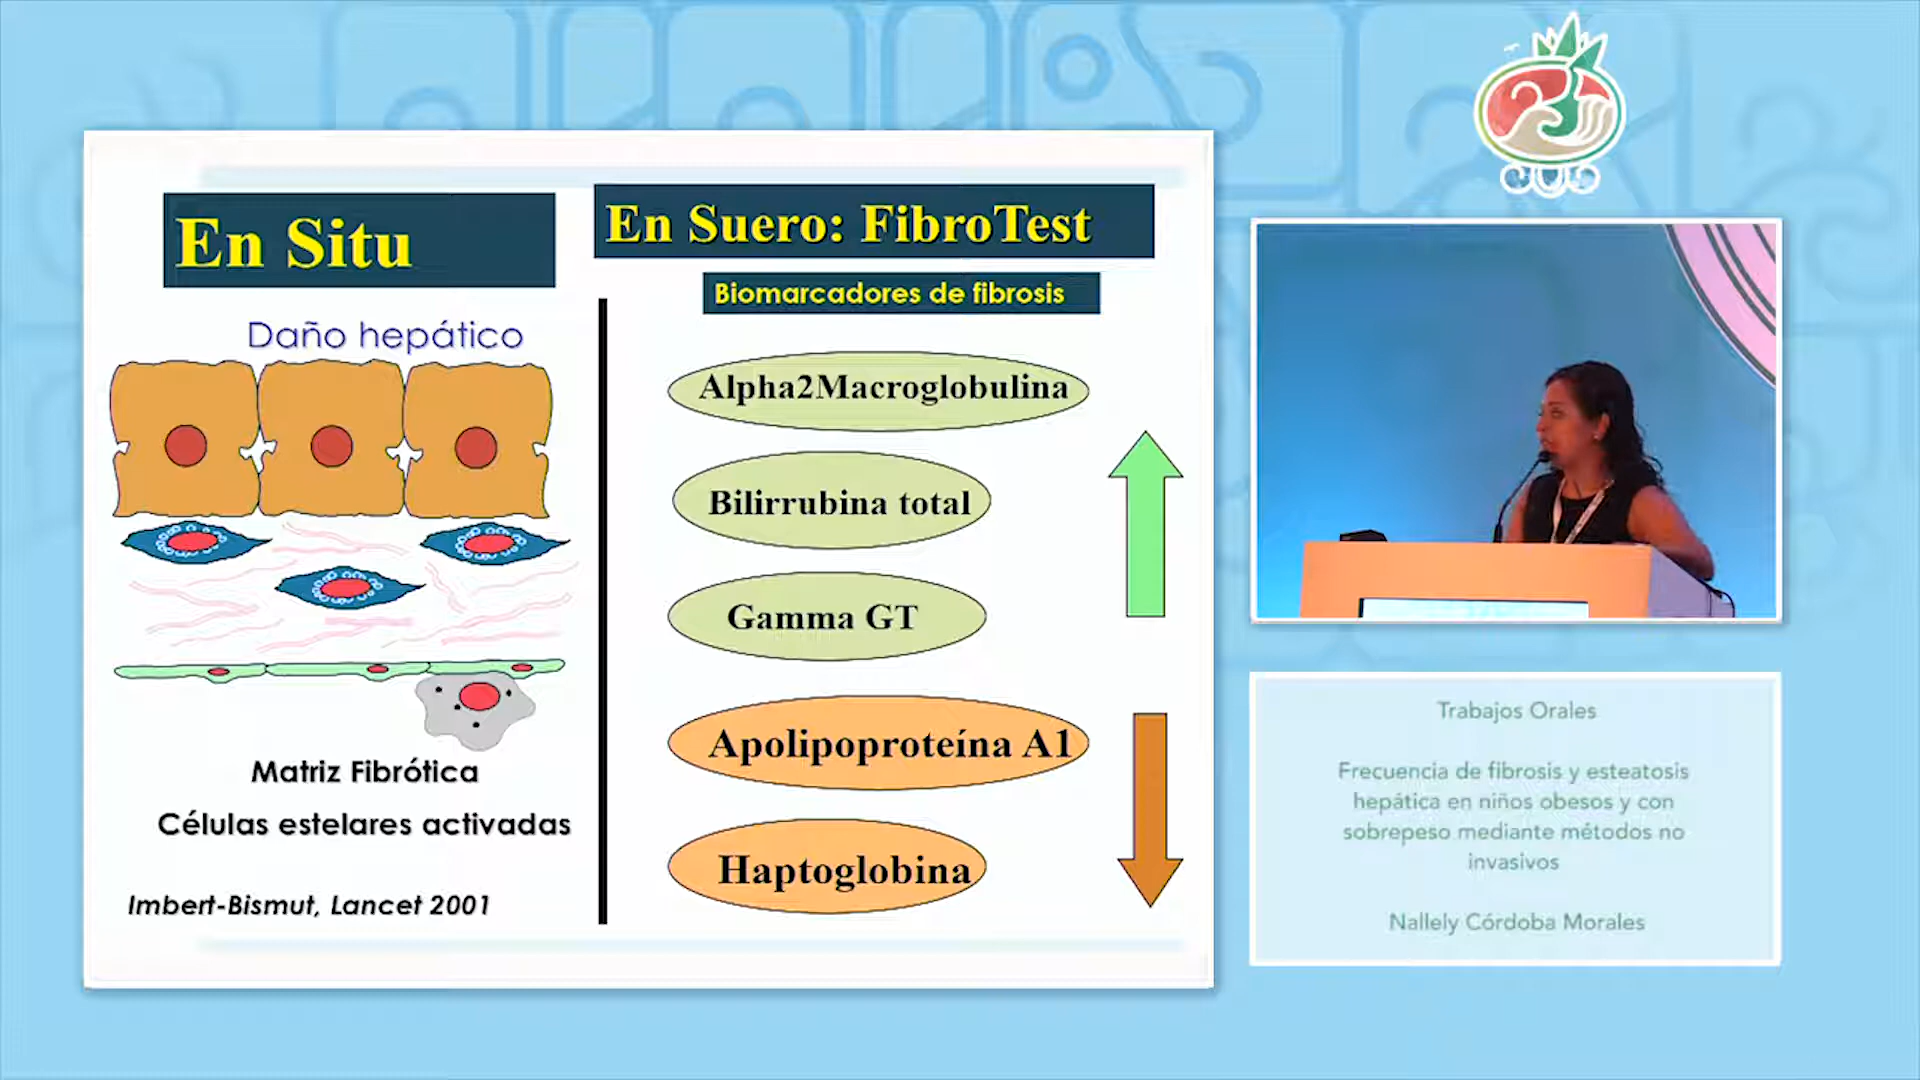 En Situ
Daño hepático
Matriz Fibrótica
Células estelares activadas
Imbert-Bismut, Lancet 2001
En Suero: FibroTest
Biomarcadores de fibrosis
Alpha2Macroglobulina
Bilirrubina total
Gamma GT
Apolipoproteína A1
Haptoglobina
Trabajos Orales
Frecuencia de fibrosis y esteatosis
hepática en niños obesos y con
sobrepeso mediante métodos no
invasivos
Nallely Córdoba Morales